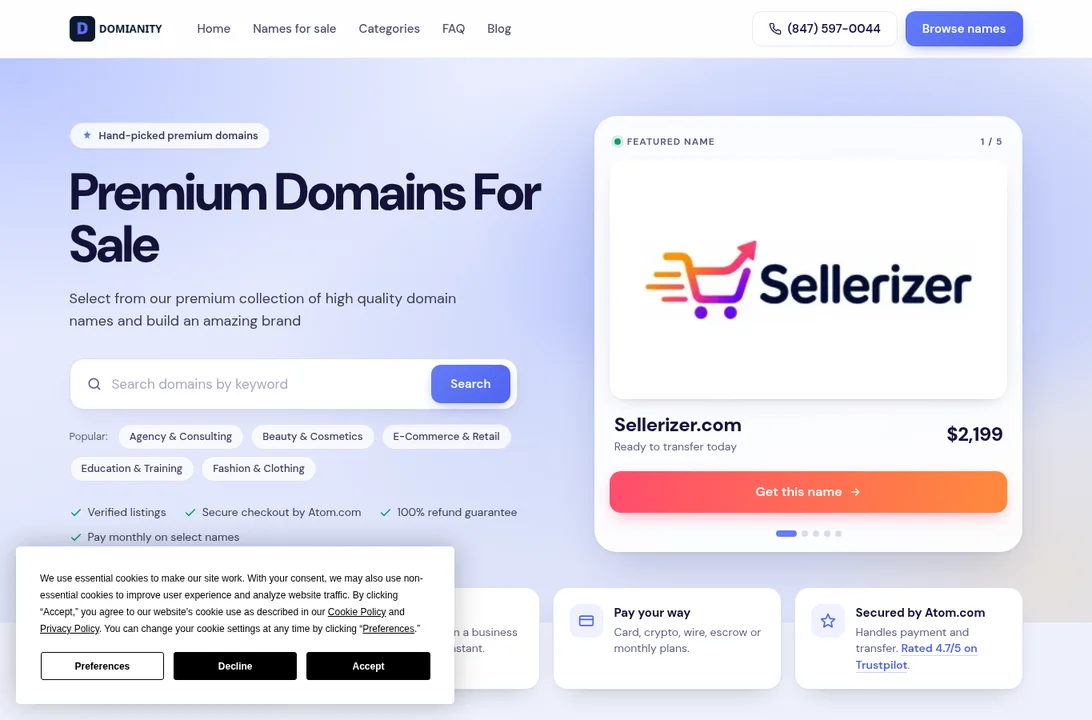 D DOMIANITY
Home
Names for sale
Categories
FAQ
Blog
(847) 597-0044
Browse names
Hand-picked premium domains
Premium Domains For
Sale
Select from our premium collection of high quality domain
names and build an amazing brand
Search domains by keyword
Search
Popular:
Agency & Consulting
Beauty & Cosmetics
E-Commerce & Retail
Education & Training
Fashion & Clothing
Verified listings
Secure checkout by Atom.com
100% refund guarantee
Pay monthly on select names
FEATURED NAME
1 / 5
Sellerizer
Sellerizer.com
Ready to transfer today
$2,199
Get this name →
We use essential cookies to make our site work. With your consent, we may also use non-
essential cookies to improve user experience and analyze website traffic. By clicking
“Accept,” you agree to our website's cookie use as described in our Cookie Policy and
Privacy Policy. You can change your cookie settings at any time by clicking “Preferences.”
Preferences
Decline
Accept
a business
Pay your way
Card, crypto, wire, escrow or
monthly plans.
Secured by Atom.com
Handles payment and
transfer. Rated 4.7/5 on
Trustpilot.